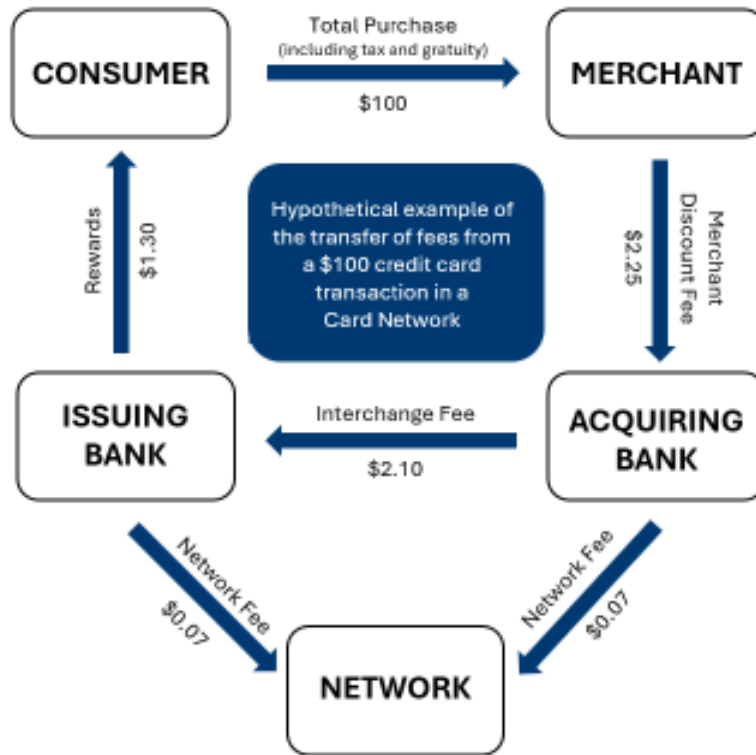 CONSUMER
Total Purchase
(including tax and gratuity)
$100
MERCHANT
Rewards
$1.30
Hypothetical example of
the transfer of fees from
a $100 credit card
transaction in a
Card Network
Merchant
Discount Fee
$2.25
ISSUING
BANK
Interchange Fee
$2.10
ACQUIRING
BANK
Network Fee
$0.07
Network Fee
$0.07
NETWORK